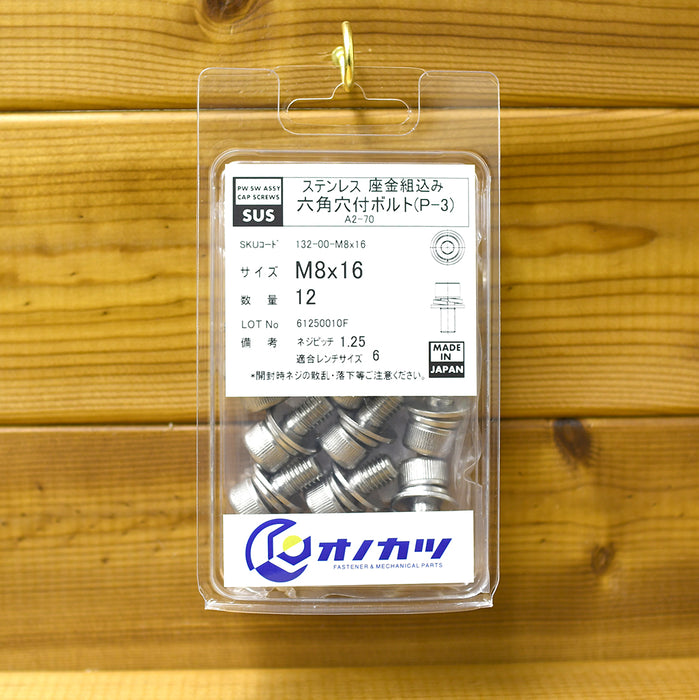 PW SW ASSY
CAP SCREWS
SUS
ステンレス 座金組込み
六角穴付ボルト(P-3)
A2-70
SKUコード 132-00-M8x16
サイズ M8x16
数量 12
LOT No 61250010F
備考 ネジピッチ 1.25
適合レンチサイズ 6
MADE
IN
JAPAN
*開封時ネジの散乱・落下等ご注意ください。
オノカツ
FASTENER & MECHANICAL PARTS